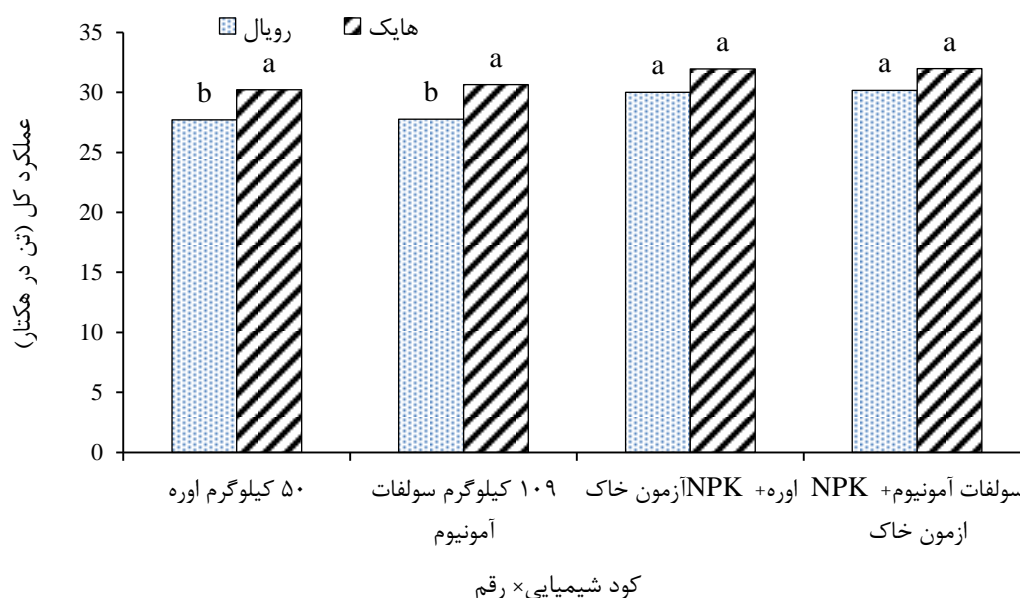 عملکرد کل (تن در هکتار)
رویال
هایک
35
30
25
20
15
10
5
0
b
a
b
a
a
a
a
a
۵۰ کیلوگرم اوره
۱۰۹ کیلوگرم سولفات
آمونیوم
اوره+ NPKآزمون خاک
سولفات آمونیوم+ NPK
ازمون خاک
کود شیمیایی× رقم